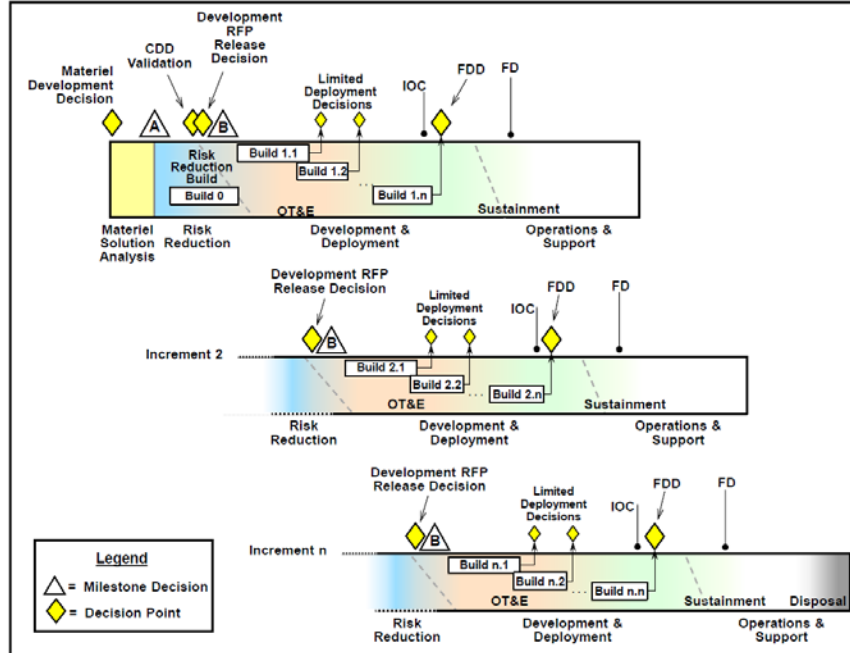 Development
RFP
Release
Decision
CDD
Validation
Materiel
Development
Decision
Limited
Deployment
Decisions
IOC
FDD
FD
A
B
Risk
Reduction
Build
Build 0
Build 1.1
Build 1.2
...
Build 1.n
OT&E
Sustainment
Materiel
Solution
Analysis
Risk
Reduction
Development &
Deployment
Operations &
Support
Development RFP
Release Decision
Limited
Deployment
Decisions
IOC
FDD
FD
B
Increment 2
Build 2.1
Build 2.2
...
Build 2.n
OT&E
Sustainment
Risk
Reduction
Development &
Deployment
Operations &
Support
Development RFP
Release Decision
Limited
Deployment
Decisions
IOC
FDD
FD
B
Increment n
Build n.1
Build n.2
...
Build n.n
OT&E
Sustainment
Disposal
Risk
Reduction
Development &
Deployment
Operations &
Support
Legend
= Milestone Decision
= Decision Point